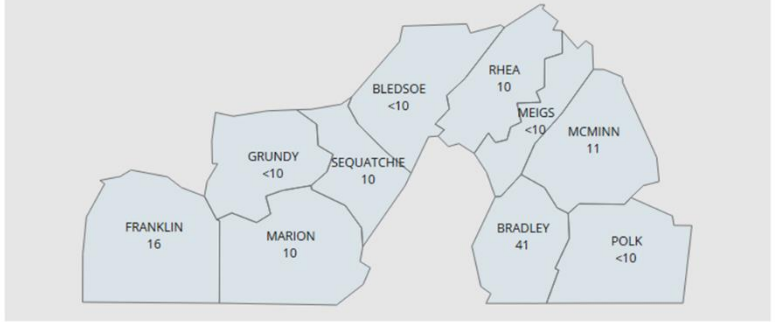 RHEA
10
BLEDSOE
<10
MEIGS
<10
MCMINN
11
GRUNDY
<10
SEQUATCHIE
10
FRANKLIN
16
MARION
10
BRADLEY
41
POLK
<10